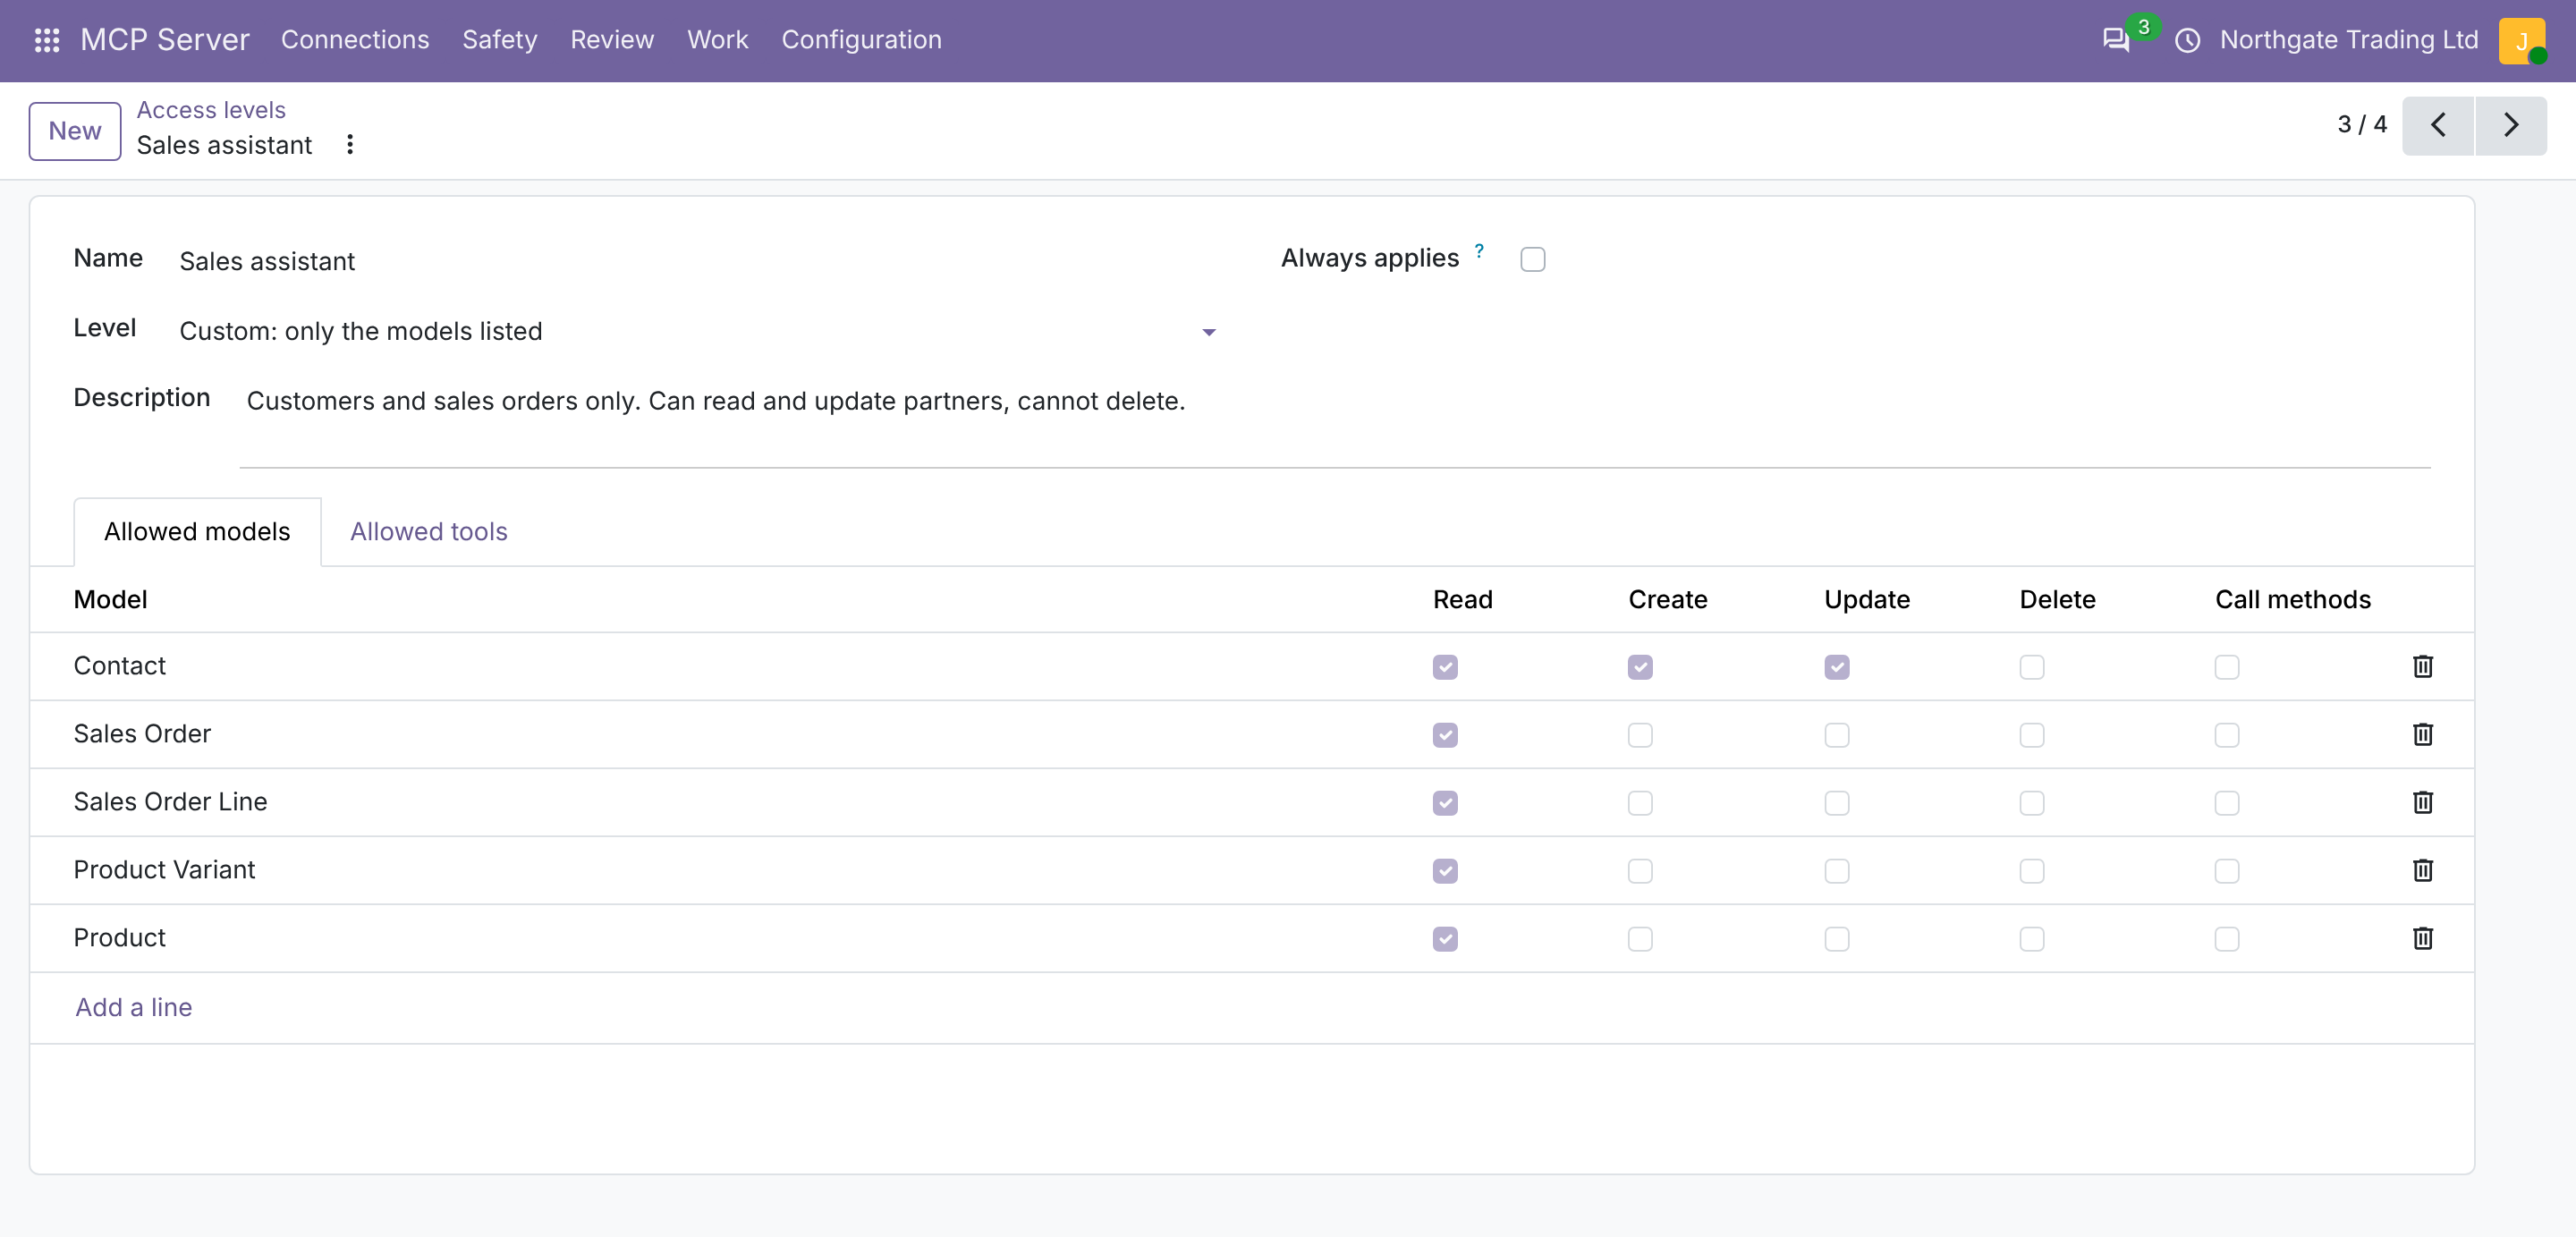 MCP Server Connections Safety Review Work Configuration 3 Northgate Trading Ltd J
New
Access levels
Sales assistant
3 / 4
Name Sales assistant
Always applies ?
Level Custom: only the models listed
Description Customers and sales orders only. Can read and update partners, cannot delete.
Allowed models Allowed tools
Model Read Create Update Delete Call methods
Contact
Sales Order
Sales Order Line
Product Variant
Product
Add a line